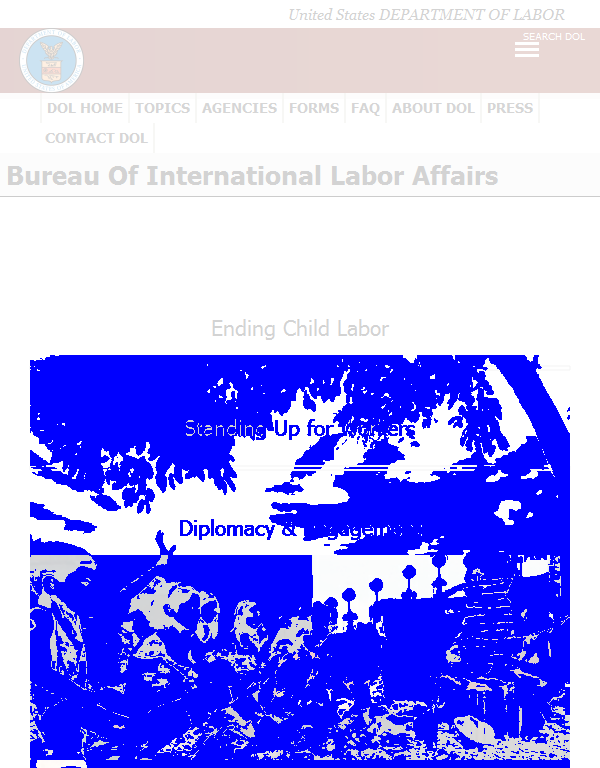 United States DEPARTMENT OF LABOR
SEARCH DOL
DOL HOME TOPICS AGENCIES FORMS FAQ ABOUT DOL PRESS
CONTACT DOL
Bureau Of International Labor Affairs
Ending Child Labor
Standing Up for Workers
Diplomacy & Engagement